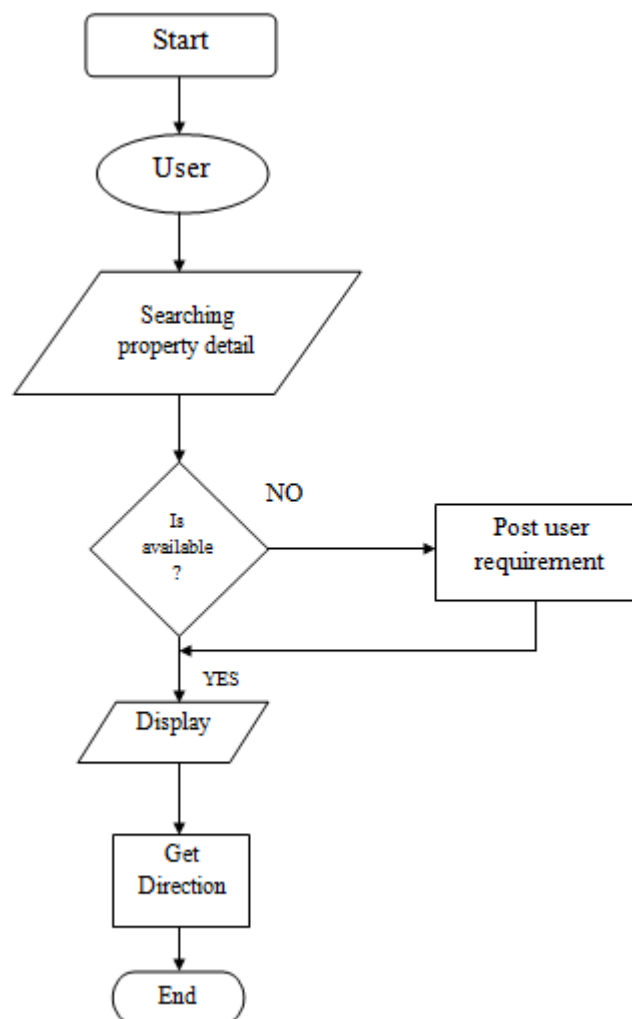 Start
User
Searching
property detail
Is
available
?
NO
Post user
requirement
YES
Display
Get
Direction
End